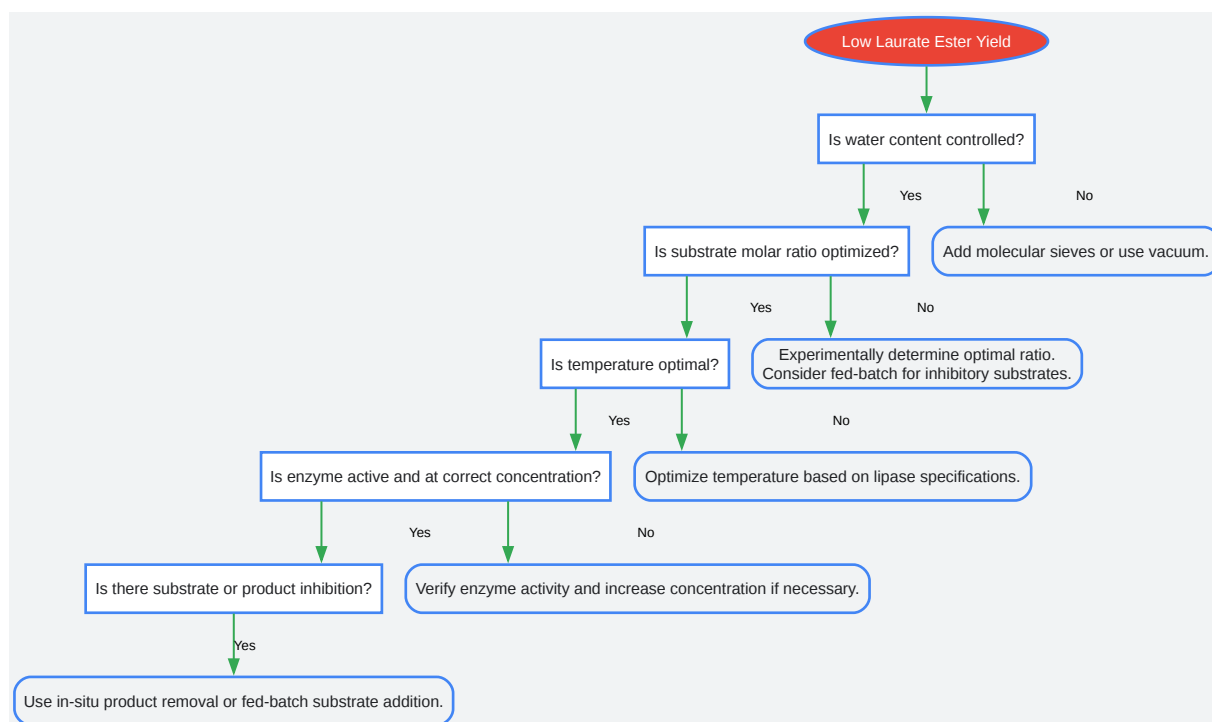 Low Laurate Ester Yield
Is water content controlled?
Yes
No
Is substrate molar ratio optimized?
Add molecular sieves or use vacuum.
Yes
No
Is temperature optimal?
Experimentally determine optimal ratio.
Consider fed-batch for inhibitory substrates.
Yes
No
Is enzyme active and at correct concentration?
Optimize temperature based on lipase specifications.
Yes
No
Is there substrate or product inhibition?
Verify enzyme activity and increase concentration if necessary.
Yes
Use in-situ product removal or fed-batch substrate addition.